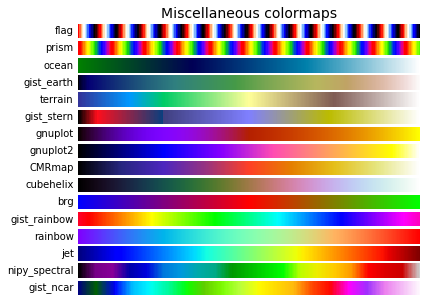 Miscellaneous colormaps
flag
prism
ocean
gist_earth
terrain
gist_stern
gnuplot
gnuplot2
CMRmap
cubehelix
brg
gist_rainbow
rainbow
jet
nipy_spectral
gist_ncar